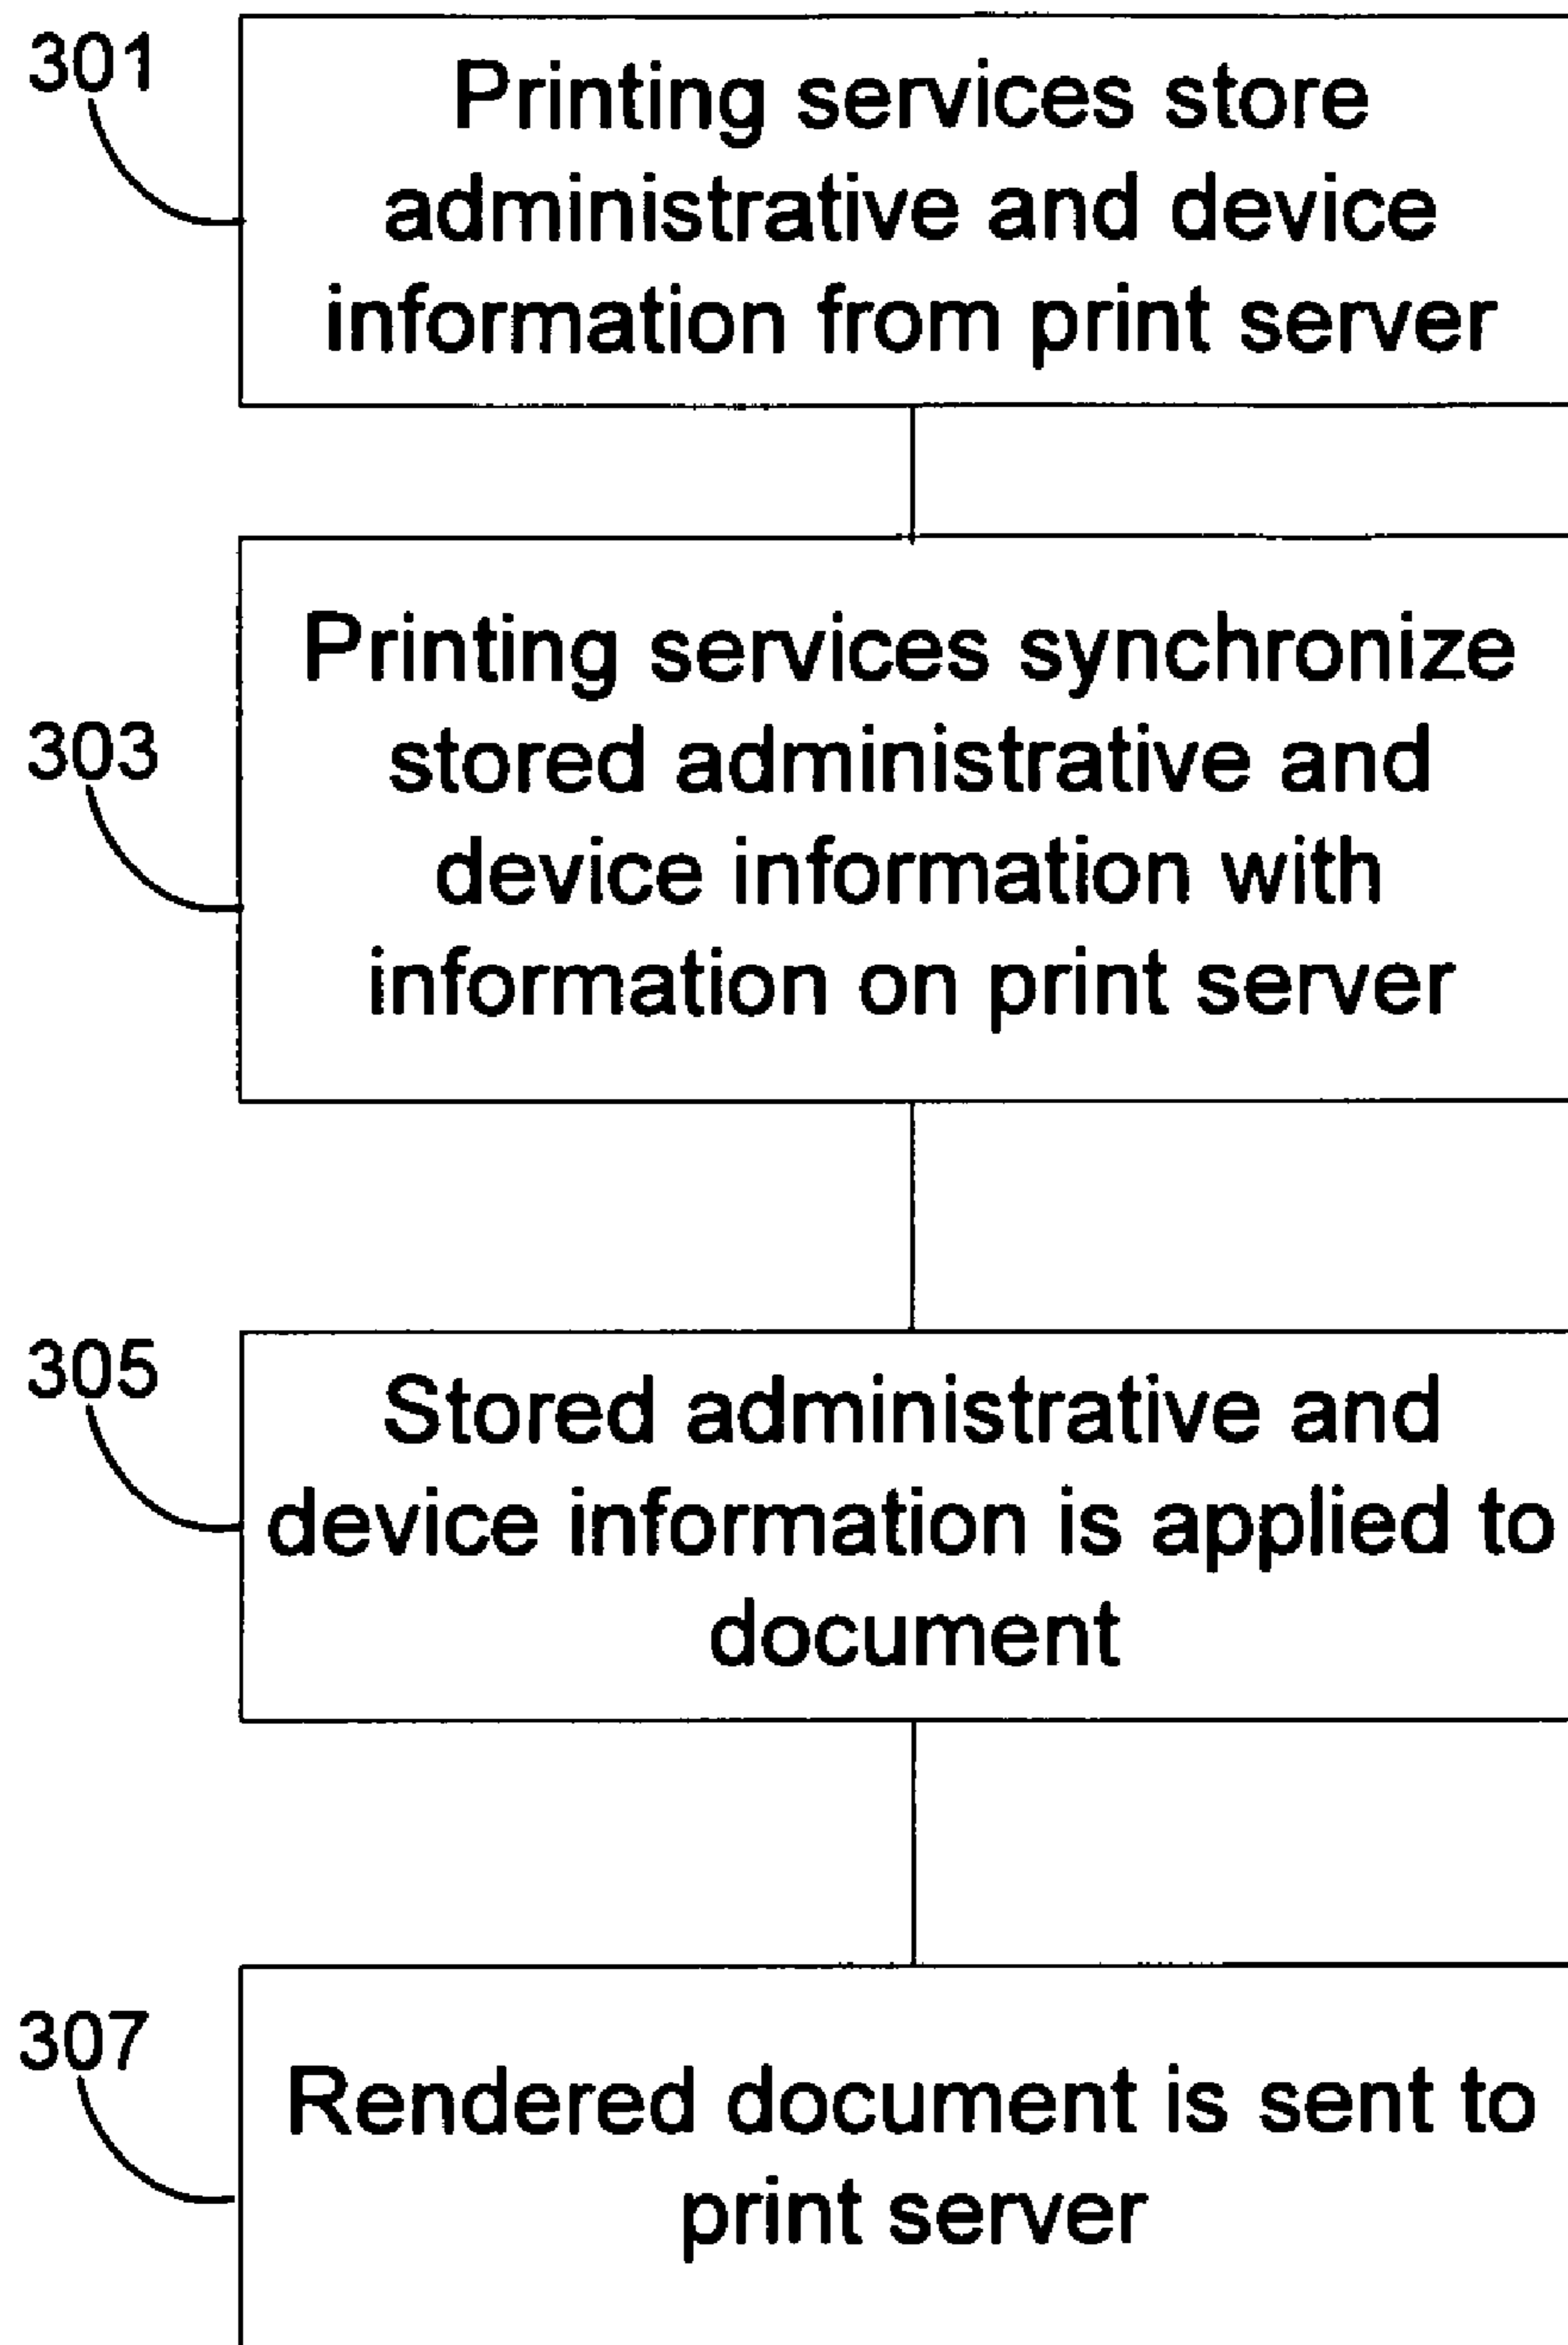 301
Printing services store
administrative and device
information from print server
303
Printing services synchronize
stored administrative and
device information with
information on print server
305
Stored administrative and
device information is applied to
document
307
Rendered document is sent to
print server